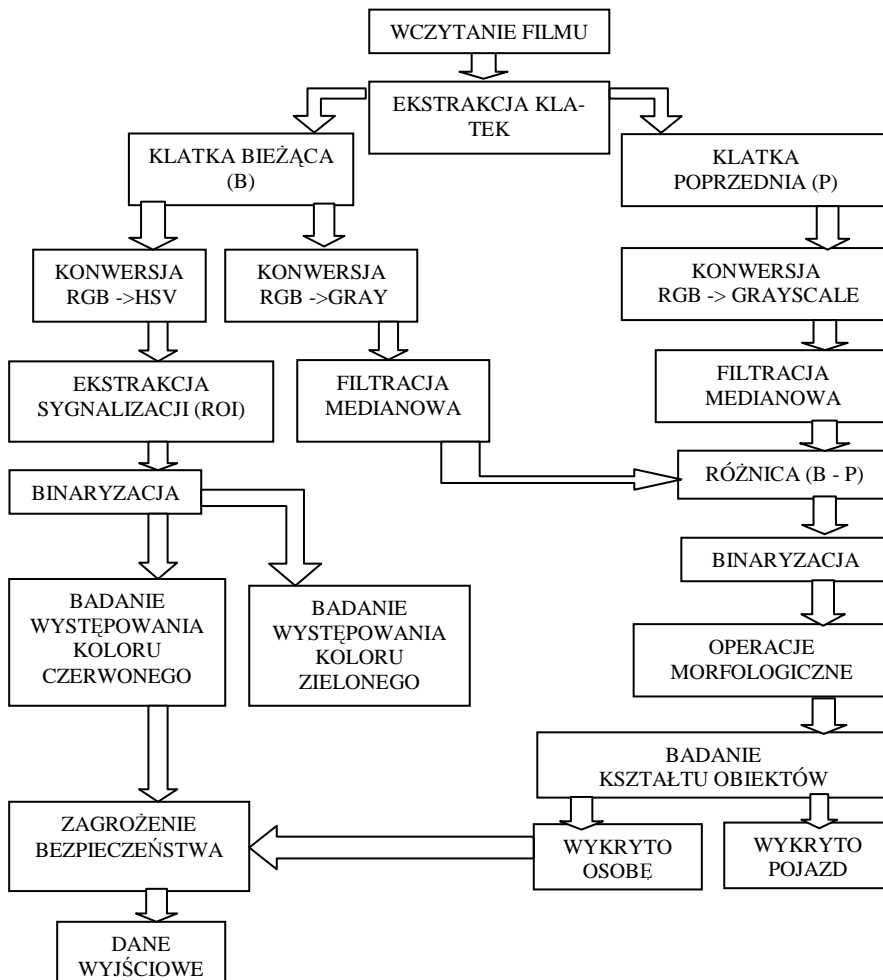 WCZYTANIE FILMU
EKSTRAKCJA KLA-
TEK
KLATKA BIEŻĄCA
(B)
KLATKA
POPRZEDNIA (P)
KONWERSJA
RGB ->HSV
KONWERSJA
RGB ->GRAY
KONWERSJA
RGB -> GRAYSCALE
EKSTRAKCJA
SYGNALIZACJI (ROI)
FILTRACJA
MEDIANOWA
FILTRACJA
MEDIANOWA
BINARYZACJA
RÓŻNICA (B - P)
BINARYZACJA
BADANIE
WYSTĘPOWANIA
KOLORU
CZERWONEGO
BADANIE
WYSTĘPOWANIA
KOLORU
ZIELONEGO
OPERACJE
MORFOLOGICZNE
BADANIE
KSZTAŁTU OBIEKTÓW
ZAGROŻENIE
BEZPIECZEŃSTWA
WYKRYTO
OSOBĘ
WYKRYTO
POJAZD
DANE
WYJŚCIOWE